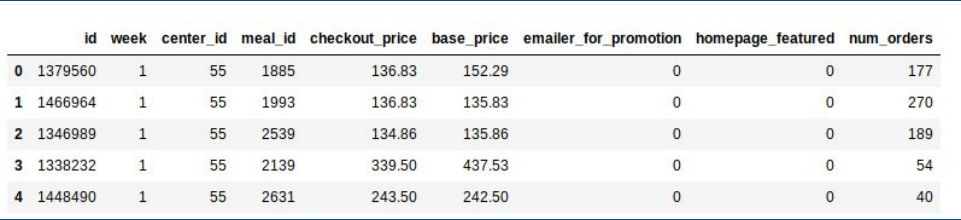 id week center_id meal_id checkout_price base_price emailer_for_promotion homepage_featured num_orders
0 1379560 1 55 1885 136.83 152.29 0 0 177
1 1466964 1 55 1993 136.83 135.83 0 0 270
2 1346989 1 55 2539 134.86 135.86 0 0 189
3 1338232 1 55 2139 339.50 437.53 0 0 54
4 1448490 1 55 2631 243.50 242.50 0 0 40